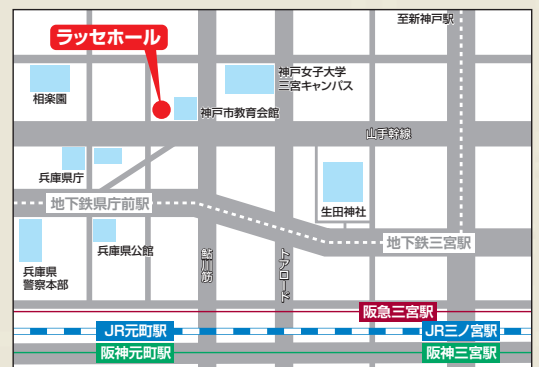 至新神戸駅
ラッセホール
相楽園
神戸女子大学
三宮キャンパス
神戸市教育会館
山手幹線
兵庫県庁
地下鉄県庁前駅
生田神社
兵庫県公館
地下鉄三宮駅
兵庫県
警察本部
鮎川筋
トアロード
阪急三宮駅
JR元町駅
JR三ノ宮駅
阪神元町駅
阪神三宮駅